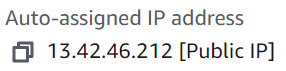 Auto-assigned IP address
13.42.46.212 [Public IP]